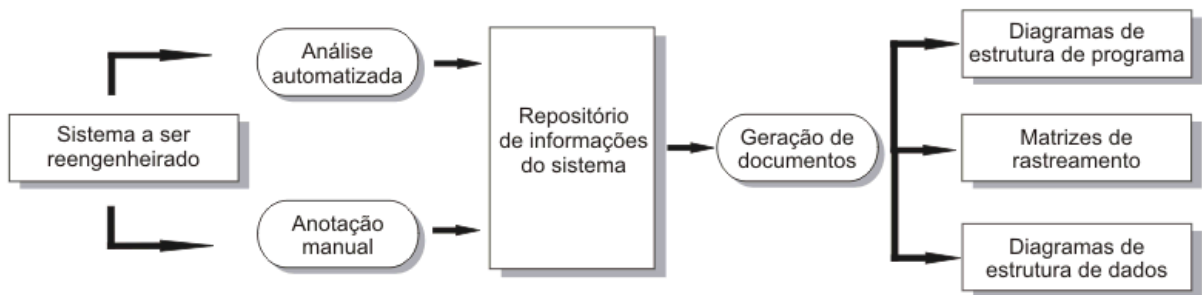 Sistema a ser
reengenheirado
Análise
automatizada
Anotação
manual
Repositório
de informações
do sistema
Geração de
documentos
Diagramas de
estrutura de programa
Matrizes de
rastreamento
Diagramas de
estrutura de dados